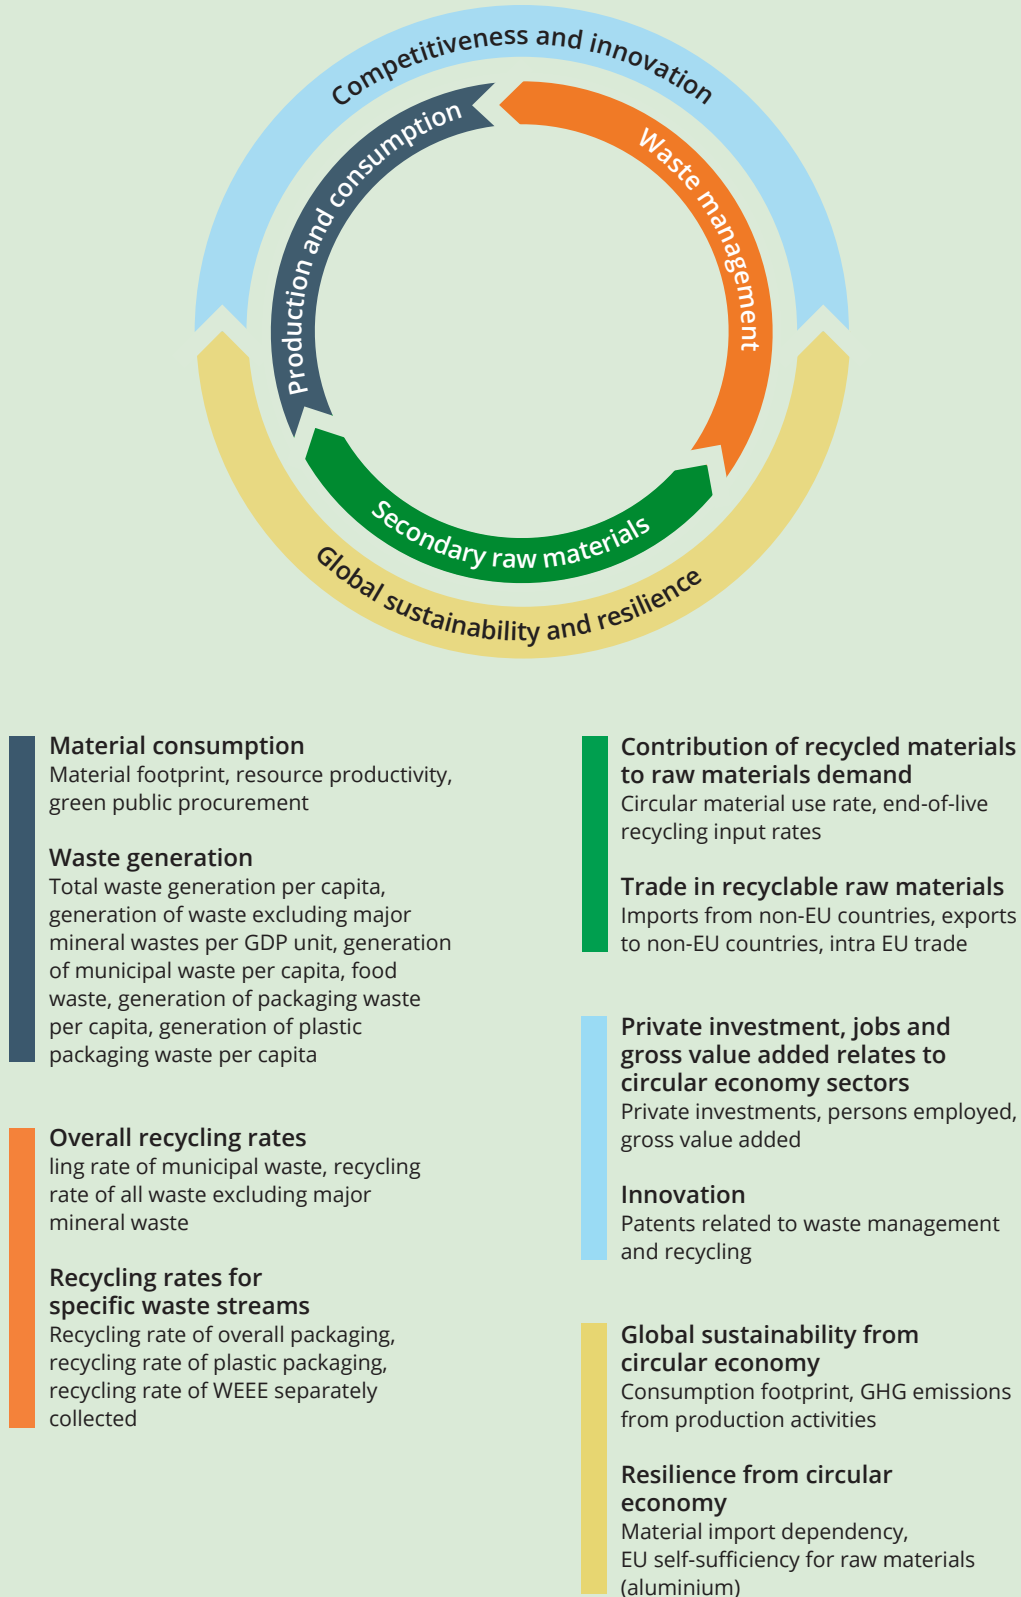 Competitiveness and innovation
Production and consumption
Waste management
Secondary raw materials
Global sustainability and resilience
Material consumption
Material footprint, resource productivity,
green public procurement
Waste generation
Total waste generation per capita,
generation of waste excluding major
mineral wastes per GDP unit, generation
of municipal waste per capita, food
waste, generation of packaging waste
per capita, generation of plastic
packaging waste per capita
Overall recycling rates
ling rate of municipal waste, recycling
rate of all waste excluding major
mineral waste
Recycling rates for
specific waste streams
Recycling rate of overall packaging,
recycling rate of plastic packaging,
recycling rate of WEEE separately
collected
Contribution of recycled materials
to raw materials demand
Circular material use rate, end-of-live
recycling input rates
Trade in recyclable raw materials
Imports from non-EU countries, exports
to non-EU countries, intra EU trade
Private investment, jobs and
gross value added relates to
circular economy sectors
Private investments, persons employed,
gross value added
Innovation
Patents related to waste management
and recycling
Global sustainability from
circular economy
Consumption footprint, GHG emissions
from production activities
Resilience from circular
economy
Material import dependency,
EU self-sufficiency for raw materials
(aluminium)